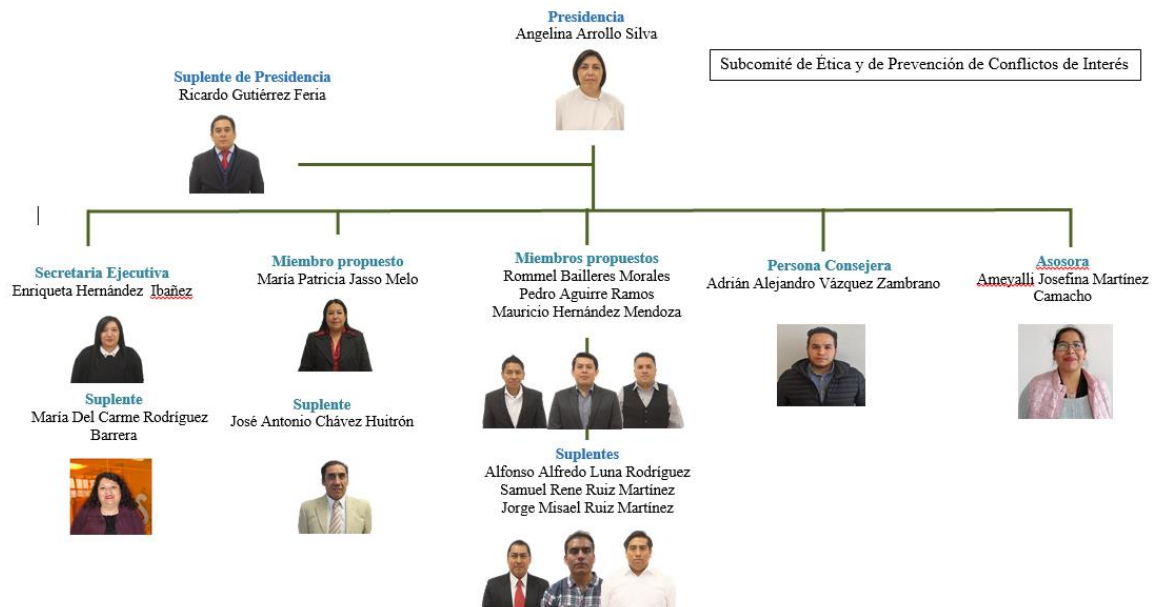 Presidencia
Angelina Arrollo Silva
Subcomité de Ética y de Prevención de Conflictos de Interés
Suplente de Presidencia
Ricardo Gutiérrez Feria
Secretaria Ejecutiva
Enriqueta Hernández Ibañez
Suplente
María Del Carme Rodríguez
Barrera
Miembro propuesto
María Patricia Jasso Melo
Suplente
José Antonio Chávez Huitrón
Miembros propuestos
Rommel Bailleres Morales
Pedro Aguirre Ramos
Mauricio Hernández Mendoza
Suplentes
Alfonso Alfredo Luna Rodríguez
Samuel Rene Ruiz Martínez
Jorge Misael Ruiz Martínez
Persona Consejera
Adrián Alejandro Vázquez Zambrano
Asosora
Ameyalli Josefina Martínez
Camacho